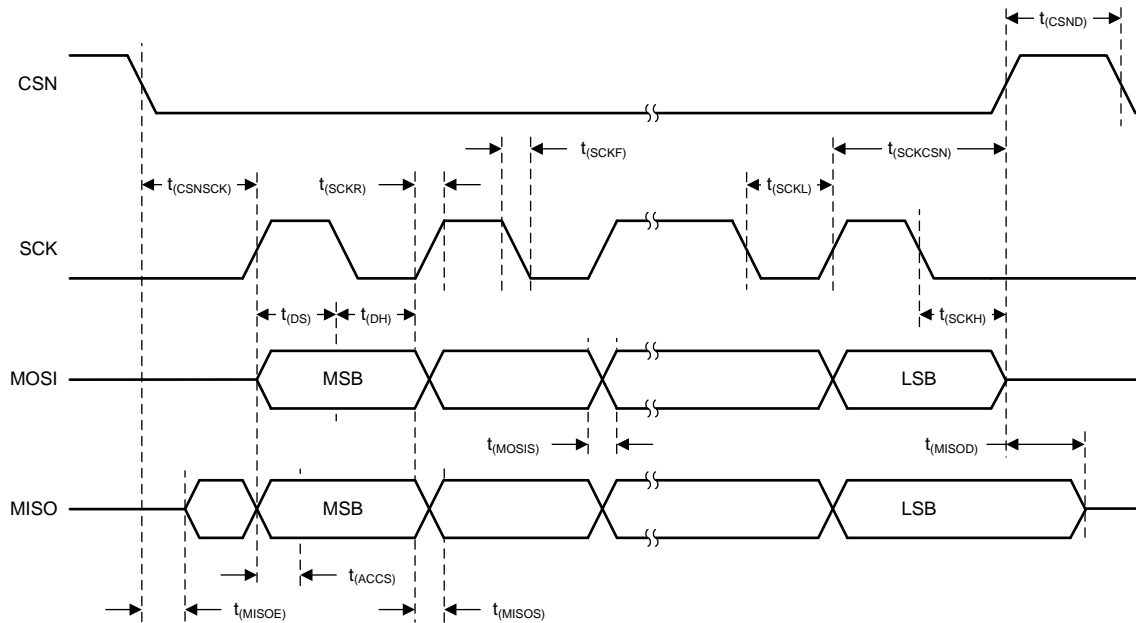 t(CSND)
CSN
t(SCKF)
t(SCKCSN)
t(CSNSCK)
t(SCKR)
t(SCKL)
SCK
t(DS)
t(DH)
t(SCKH)
MOSI
MSB
LSB
t(MOSIS)
t(MISOD)
MISO
MSB
LSB
t(ACCS)
t(MISOE)
t(MISOS)